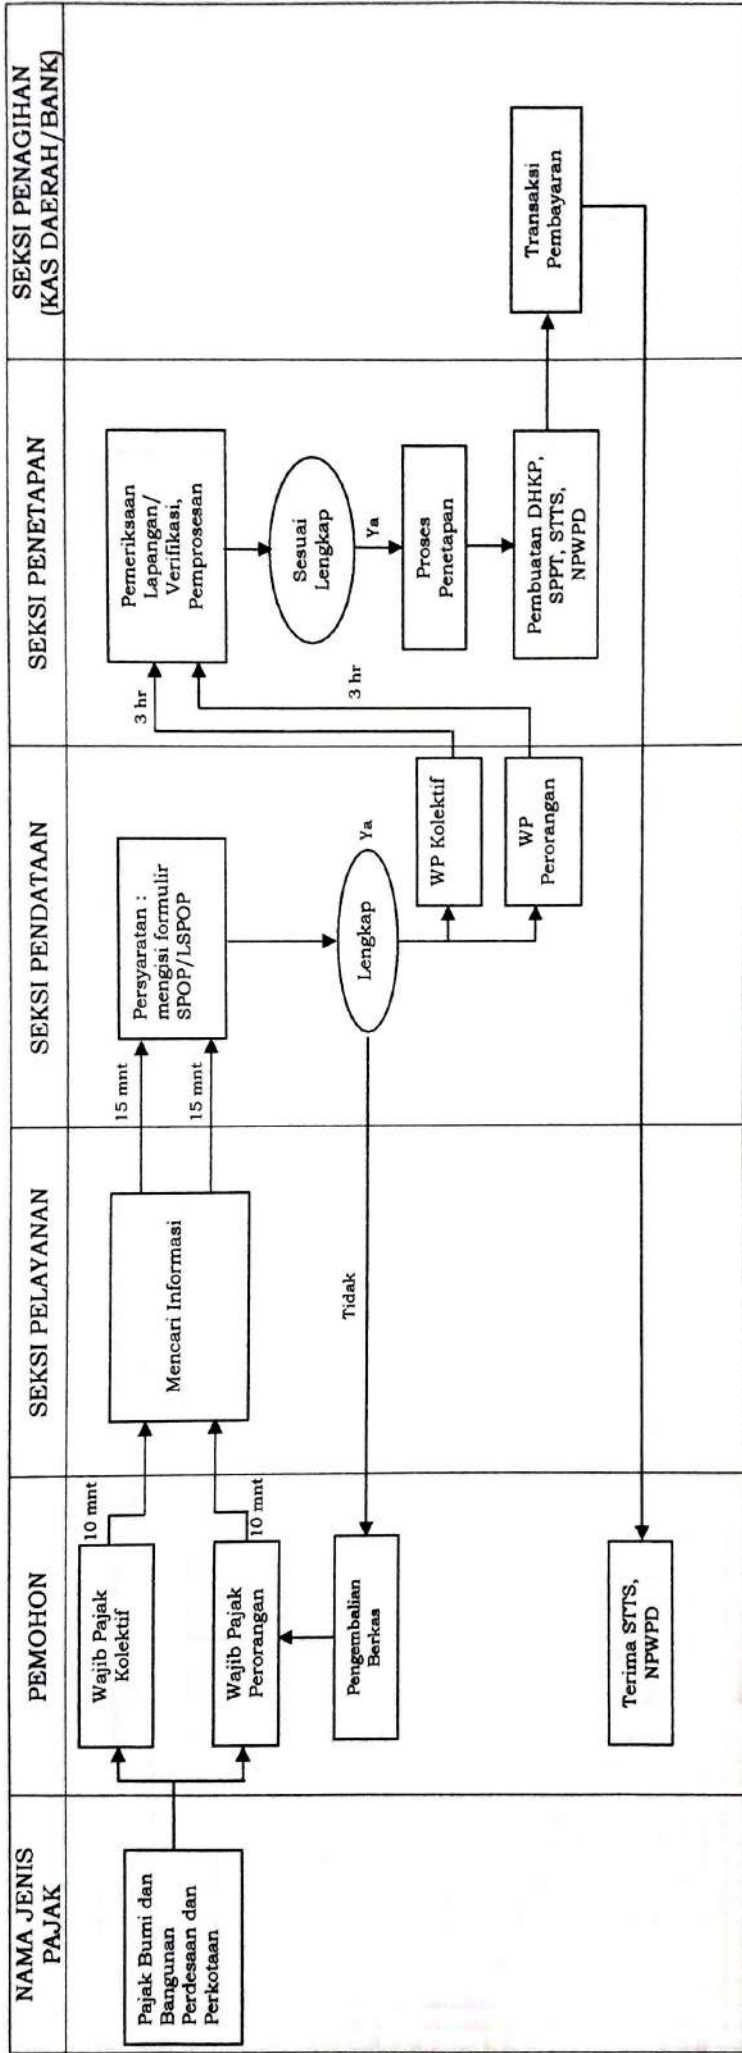 NAMA JENIS
PAJAK
PEMOHON
SEKSI PELAYANAN
SEKSI PENDATAAN
SEKSI PENETAPAN
SEKSI PENAGIHAN
(KAS DAERAH/BANK)
Pajak Bumi dan
Bangunan
Perdesaan dan
Perkotaan
Wajib Pajak
Kolektif
10 mnt
Wajib Pajak
Perorangan
10 mnt
Pengembalian
Berkas
Terima STTS,
NPWPD
Mencari Informasi
Tidak
15 mnt
15 mnt
Persyaratan :
mengisi formulir
SPOP/LSPOP
Lengkap
Ya
WP Kolektif
WP
Perorangan
3 hr
3 hr
Pemeriksaan
Lapangan/
Verifikasi,
Pemprosesan
Sesuai
Lengkap
Ya
Proses
Penetapan
Pembuatan DHKP,
SPPT, STTS,
NPWPD
Transaksi
Pembayaran